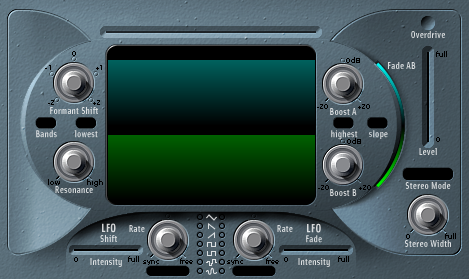 Overdrive
0
-1 +1
-2 +2
Formant Shift
Bands lowest
low high
Resonance
0dB
-20 +20
Boost A
highest slope
0dB
-20 +20
Boost B
Fade AB
full
0
Level
Stereo Mode
0 full
Stereo Width
LFO
Shift
Rate
0 full
Intensity
sync free
Rate
LFO
Fade
0 full
Intensity
sync free